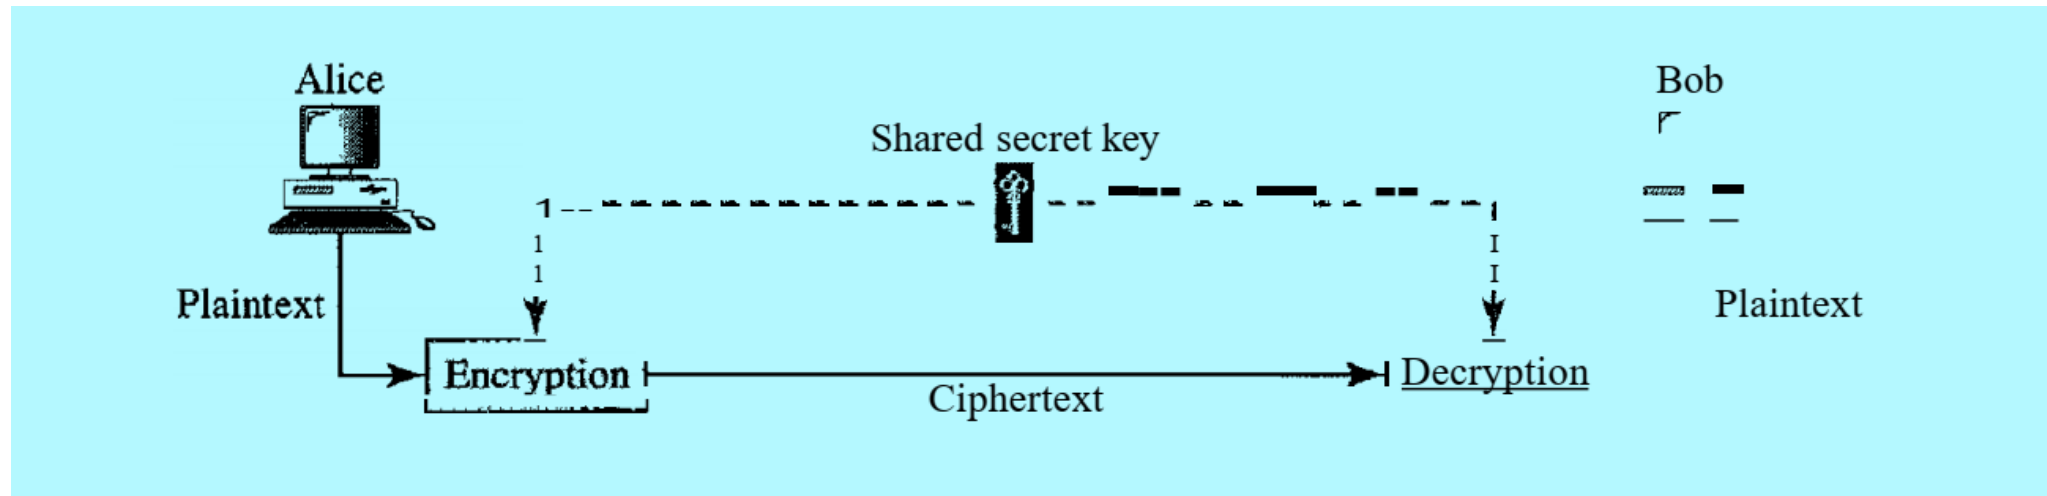 Alice
Bob
Shared secret key
Plaintext
Plaintext
Encryption
Decryption
Ciphertext